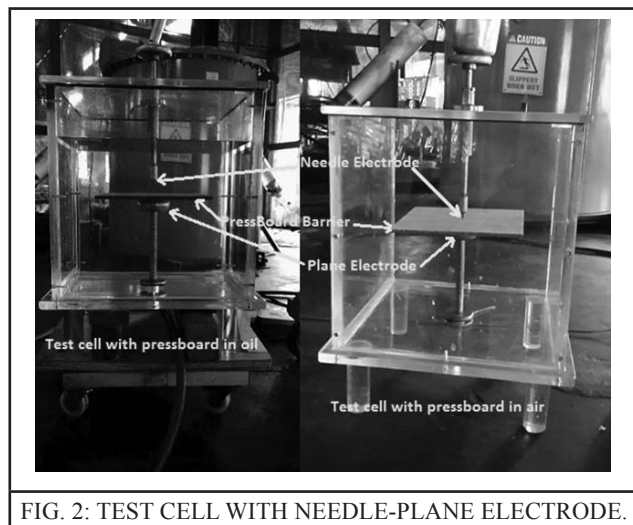 CAUTION
SLIPPERY
WHEN WET
Needle Electrode
PressBoard Barrier
Plane Electrode
Test cell with pressboard in oil
Test cell with pressboard in air
FIG. 2: TEST CELL WITH NEEDLE-PLANE ELECTRODE.